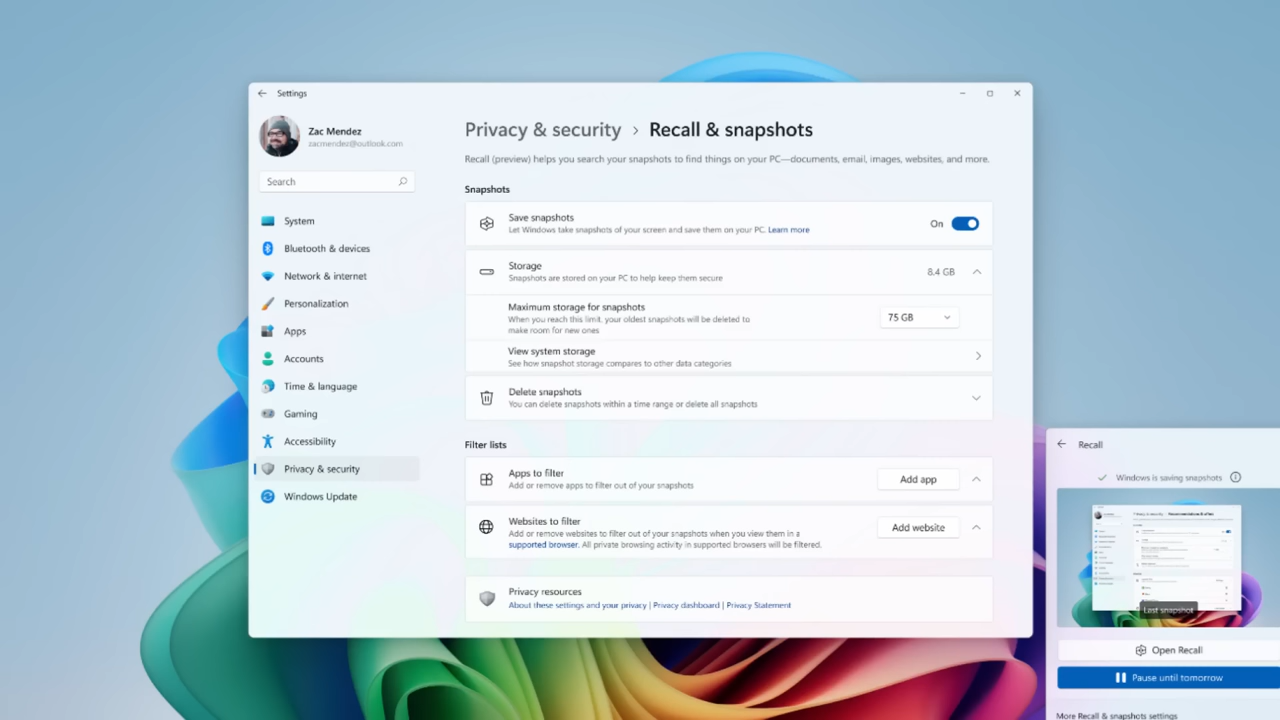 Settings
Zac Mendez
zacmendez@outlook.com
Search
System
Bluetooth & devices
Network & internet
Personalization
Apps
Accounts
Time & language
Gaming
Accessibility
Privacy & security
Windows Update
Privacy & security > Recall & snapshots
Recall (preview) helps you search your snapshots to find things on your PC—documents, email, images, websites, and more.
Snapshots
Save snapshots
Let Windows take snapshots of your screen and save them on your PC. Learn more
On
Storage
Snapshots are stored on your PC to help keep them secure
8.4 GB
Maximum storage for snapshots
When you reach this limit, your oldest snapshots will be deleted to
make room for new ones
75 GB
View system storage
See how snapshot storage compares to other data categories
Delete snapshots
You can delete snapshots within a time range or delete all snapshots
Filter lists
Apps to filter
Add or remove apps to filter out of your snapshots
Add app
Websites to filter
Add or remove websites to filter out of your snapshots when you view them in a
supported browser. All private browsing activity in supported browsers will be filtered.
Add website
Privacy resources
About these settings and your privacy | Privacy dashboard | Privacy Statement
Recall
Windows is saving snapshots
Last snapshot
Open Recall
Pause until tomorrow
More Recall & snapshots settings